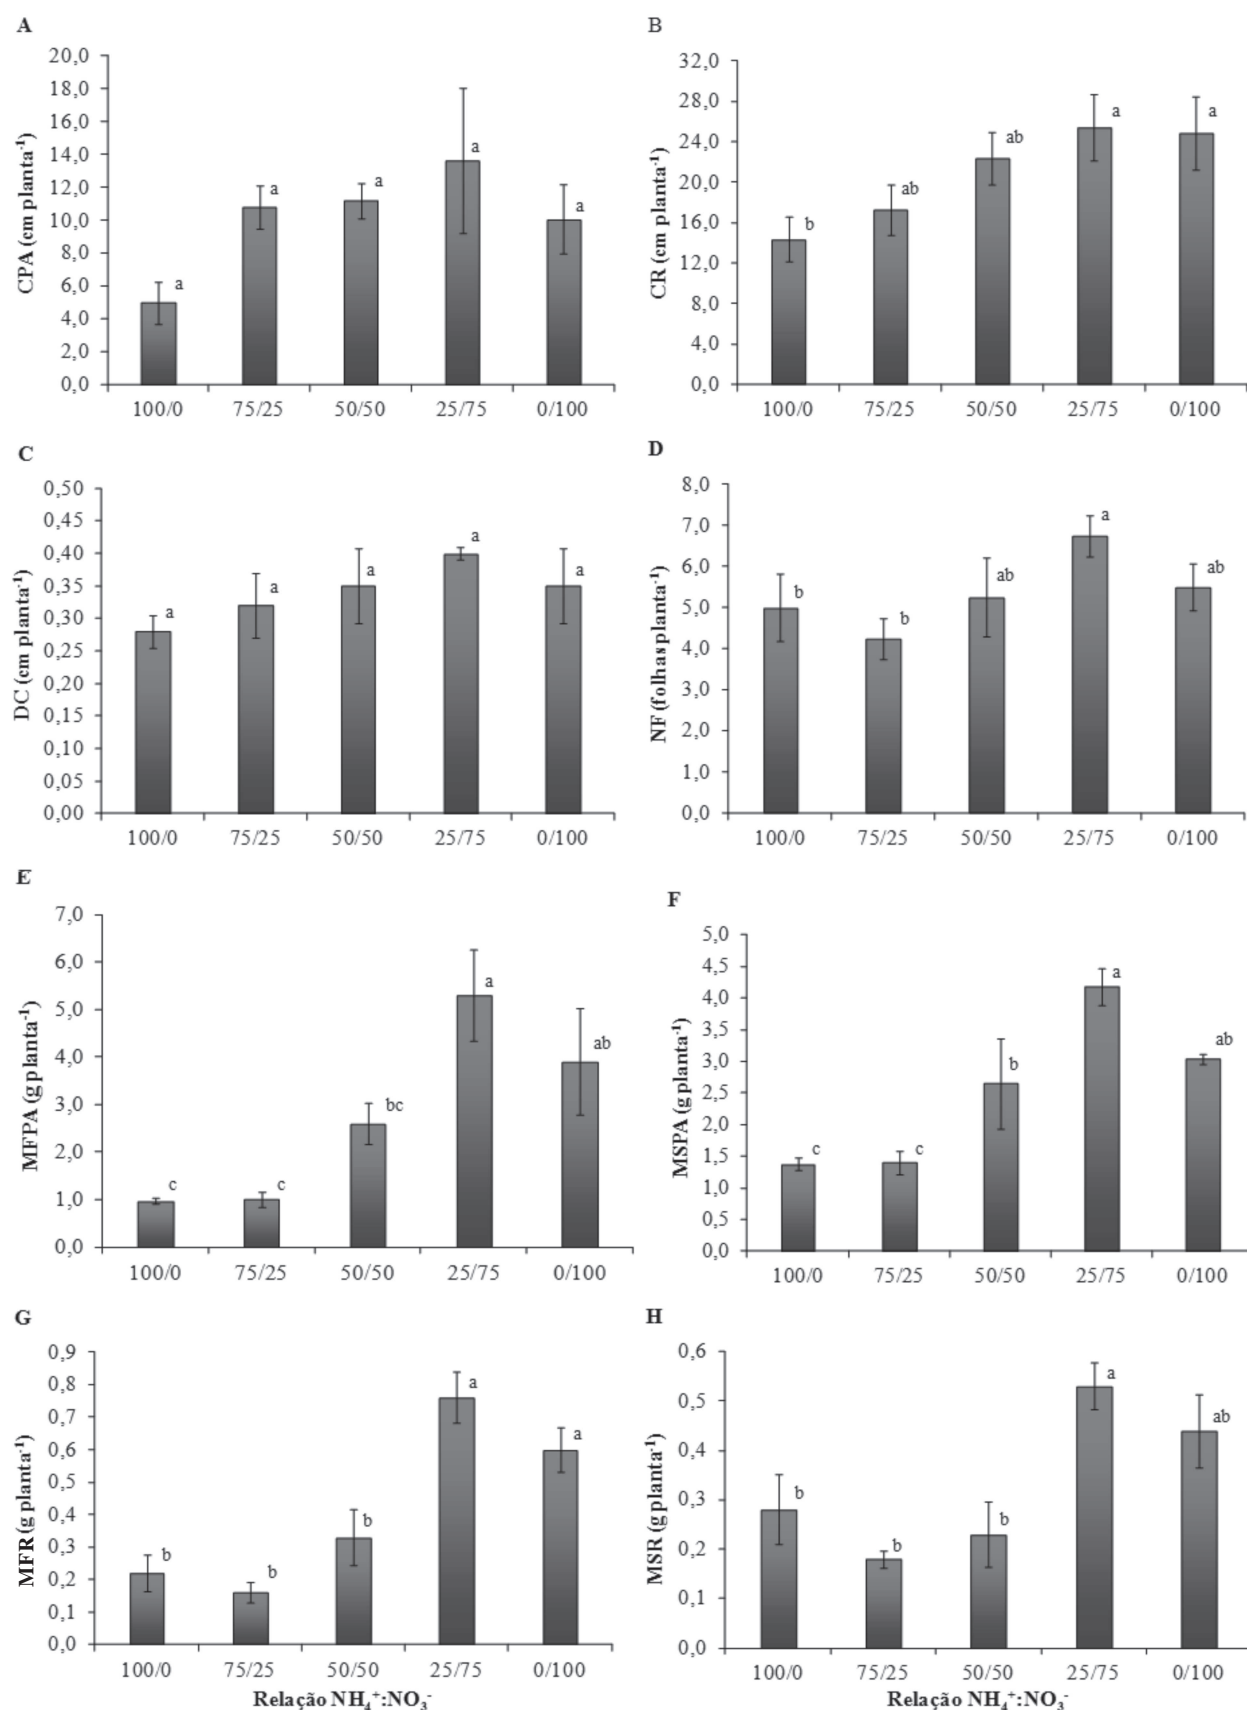 A
CPA (cm planta⁻¹)
20,0
18,0
16,0
14,0
12,0
10,0
8,0
6,0
4,0
2,0
0,0
a
a
a
a
a
100/0 75/25 50/50 25/75 0/100
B
CR (cm planta⁻¹)
32,0
28,0
24,0
20,0
16,0
12,0
8,0
4,0
0,0
b
ab
ab
a
a
100/0 75/25 50/50 25/75 0/100
C
DC (cm planta⁻¹)
0,50
0,45
0,40
0,35
0,30
0,25
0,20
0,15
0,10
0,05
0,00
a
a
a
a
a
100/0 75/25 50/50 25/75 0/100
D
NF (folhas planta⁻¹)
8,0
7,0
6,0
5,0
4,0
3,0
2,0
1,0
0,0
b
b
ab
a
ab
100/0 75/25 50/50 25/75 0/100
E
MFPA (g planta⁻¹)
7,0
6,0
5,0
4,0
3,0
2,0
1,0
0,0
c
c
bc
a
ab
100/0 75/25 50/50 25/75 0/100
F
MSPA (g planta⁻¹)
5,0
4,5
4,0
3,5
3,0
2,5
2,0
1,5
1,0
0,5
0,0
c
c
b
a
ab
100/0 75/25 50/50 25/75 0/100
G
MFR (g planta⁻¹)
0,9
0,8
0,7
0,6
0,5
0,4
0,3
0,2
0,1
0,0
b
b
b
a
a
100/0 75/25 50/50 25/75 0/100
Relação NH₄⁺:NO₃⁻
H
MSR (g planta⁻¹)
0,6
0,5
0,4
0,3
0,2
0,1
0,0
b
b
b
a
ab
100/0 75/25 50/50 25/75 0/100
Relação NH₄⁺:NO₃⁻